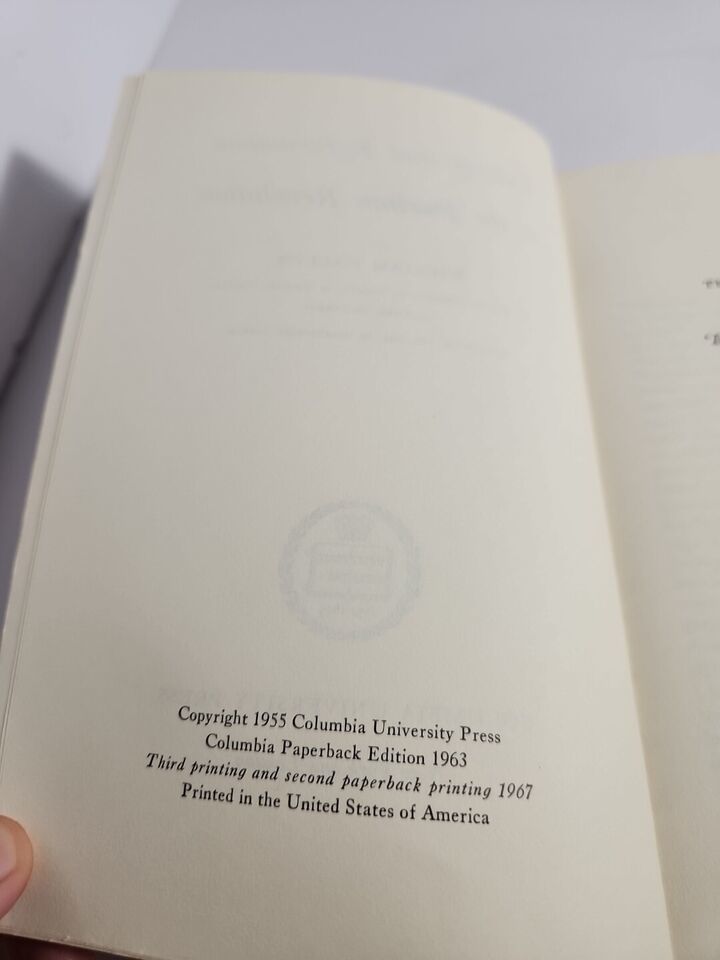 Copyright 1955 Columbia University Press
Columbia Paperback Edition 1963
Third printing and second paperback printing 1967
Printed in the United States of America